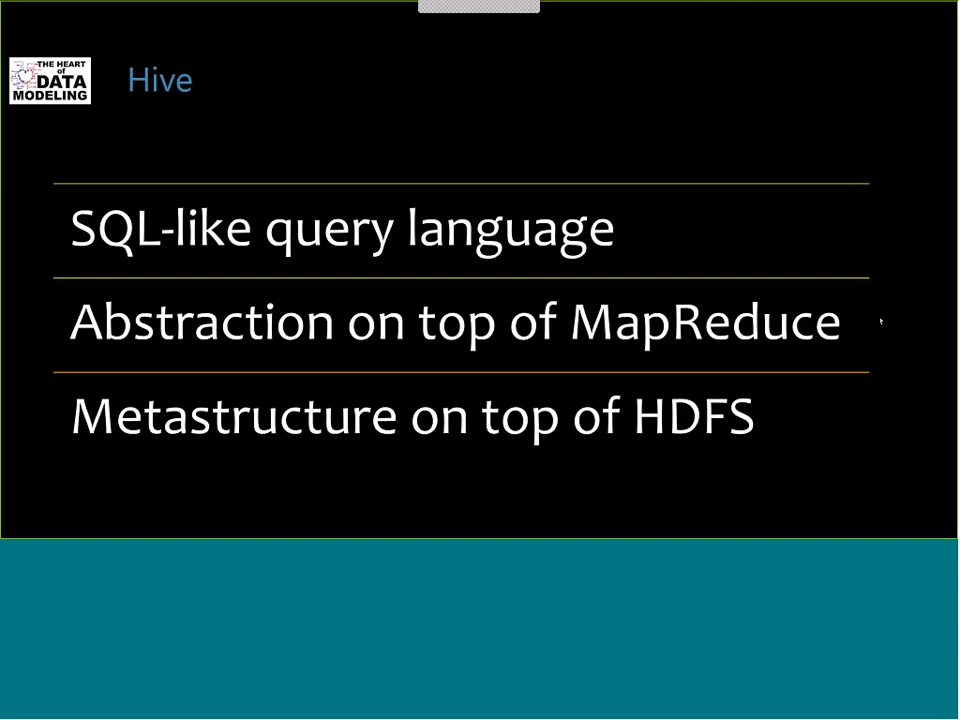 THE HEART
of
DATA
MODELING
Hive
SQL-like query language
Abstraction on top of MapReduce
Metastructure on top of HDFS